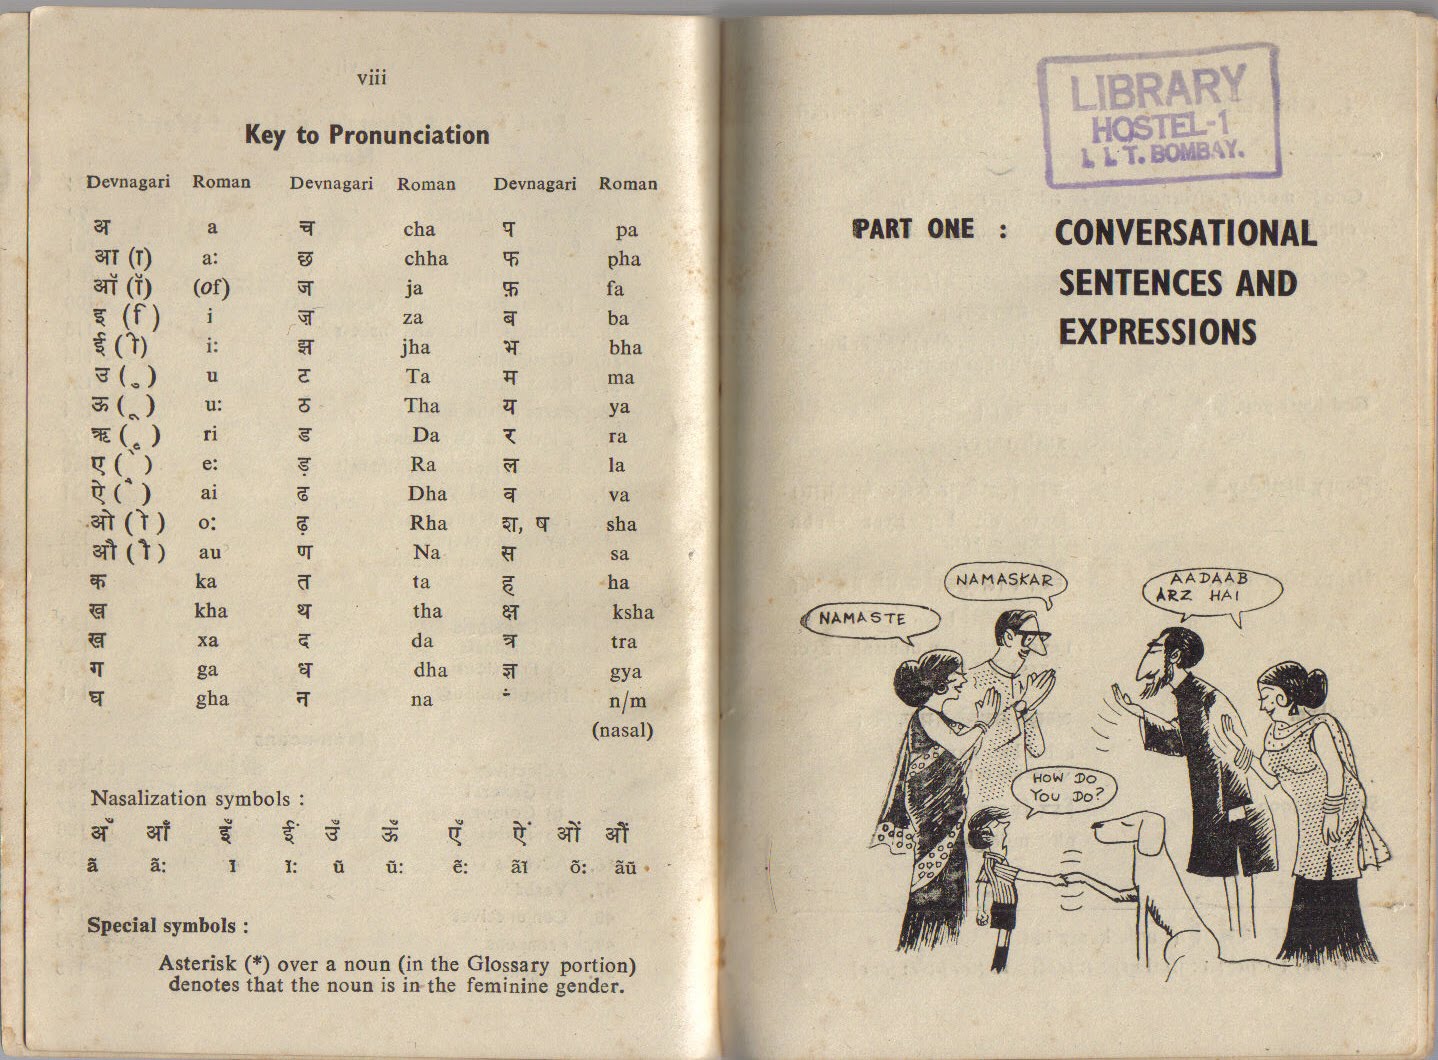 viii
Key to Pronunciation
Devnagari Roman Devnagari Roman Devnagari Roman
अ a च cha प pa
आ (ा) a: छ chha फ pha
ऑ (ॉ) (of) ज ja फ़ fa
इ (ि) i ज़ za ब ba
ई (ी) i: झ jha भ bha
उ (ु) u ट Ta म ma
ऊ (ू) u: ठ Tha य ya
ऋ (ृ) ri ड Da र ra
ए (े) e: ड़ Ra ल la
ऐ (ै) ai ढ Dha व va
ओ (ो) o: ढ़ Rha श, ष sha
औ (ौ) au ण Na स sa
क ka त ta ह ha
ख kha थ tha क्ष ksha
ख xa द da त्र tra
ग ga ध dha ज्ञ gya
घ gha न na ं n/m
(nasal)
Nasalization symbols :
अँ आँ इँ ईं उँ ऊँ एँ ऐं ओं औं
ã ã: ĩ ĩ: ũ ũ: ẽ: ãĩ õ: ãũ
Special symbols :
Asterisk (*) over a noun (in the Glossary portion)
denotes that the noun is in the feminine gender.
LIBRARY
HOSTEL-1
I. I. T. BOMBAY.
PART ONE : CONVERSATIONAL
SENTENCES AND
EXPRESSIONS
NAMASTE
NAMASKAR
AADAAB
ARZ HAI
HOW DO
YOU DO?